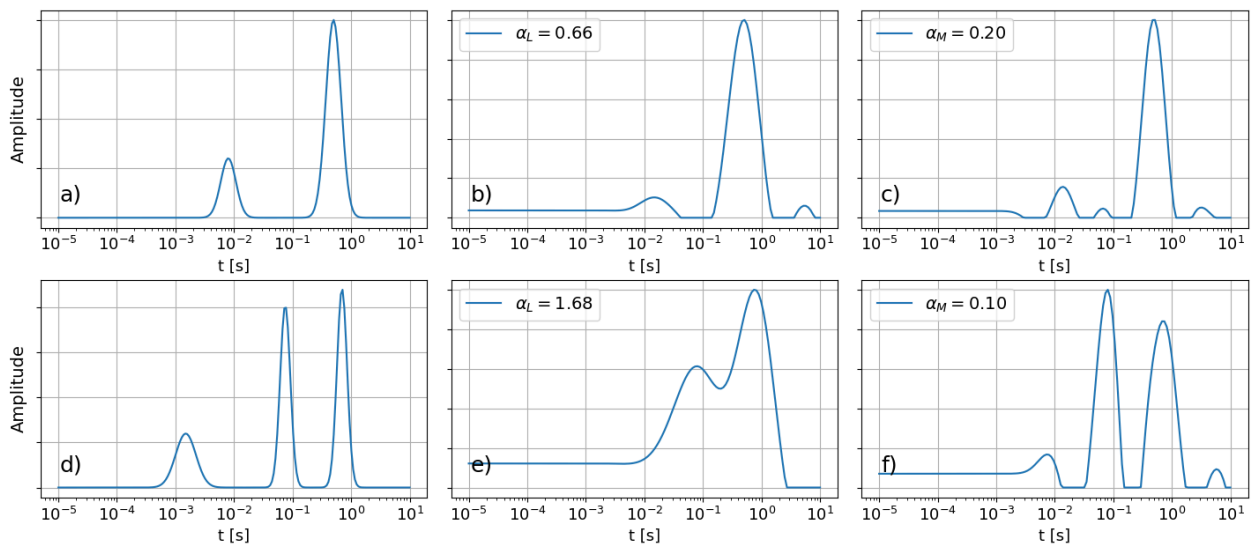 Amplitude
a)
10⁻⁵ 10⁻⁴ 10⁻³ 10⁻² 10⁻¹ 10⁰ 10¹
t [s]
α_L = 0.66
b)
10⁻⁵ 10⁻⁴ 10⁻³ 10⁻² 10⁻¹ 10⁰ 10¹
t [s]
α_M = 0.20
c)
10⁻⁵ 10⁻⁴ 10⁻³ 10⁻² 10⁻¹ 10⁰ 10¹
t [s]
Amplitude
d)
10⁻⁵ 10⁻⁴ 10⁻³ 10⁻² 10⁻¹ 10⁰ 10¹
t [s]
α_L = 1.68
e)
10⁻⁵ 10⁻⁴ 10⁻³ 10⁻² 10⁻¹ 10⁰ 10¹
t [s]
α_M = 0.10
f)
10⁻⁵ 10⁻⁴ 10⁻³ 10⁻² 10⁻¹ 10⁰ 10¹
t [s]